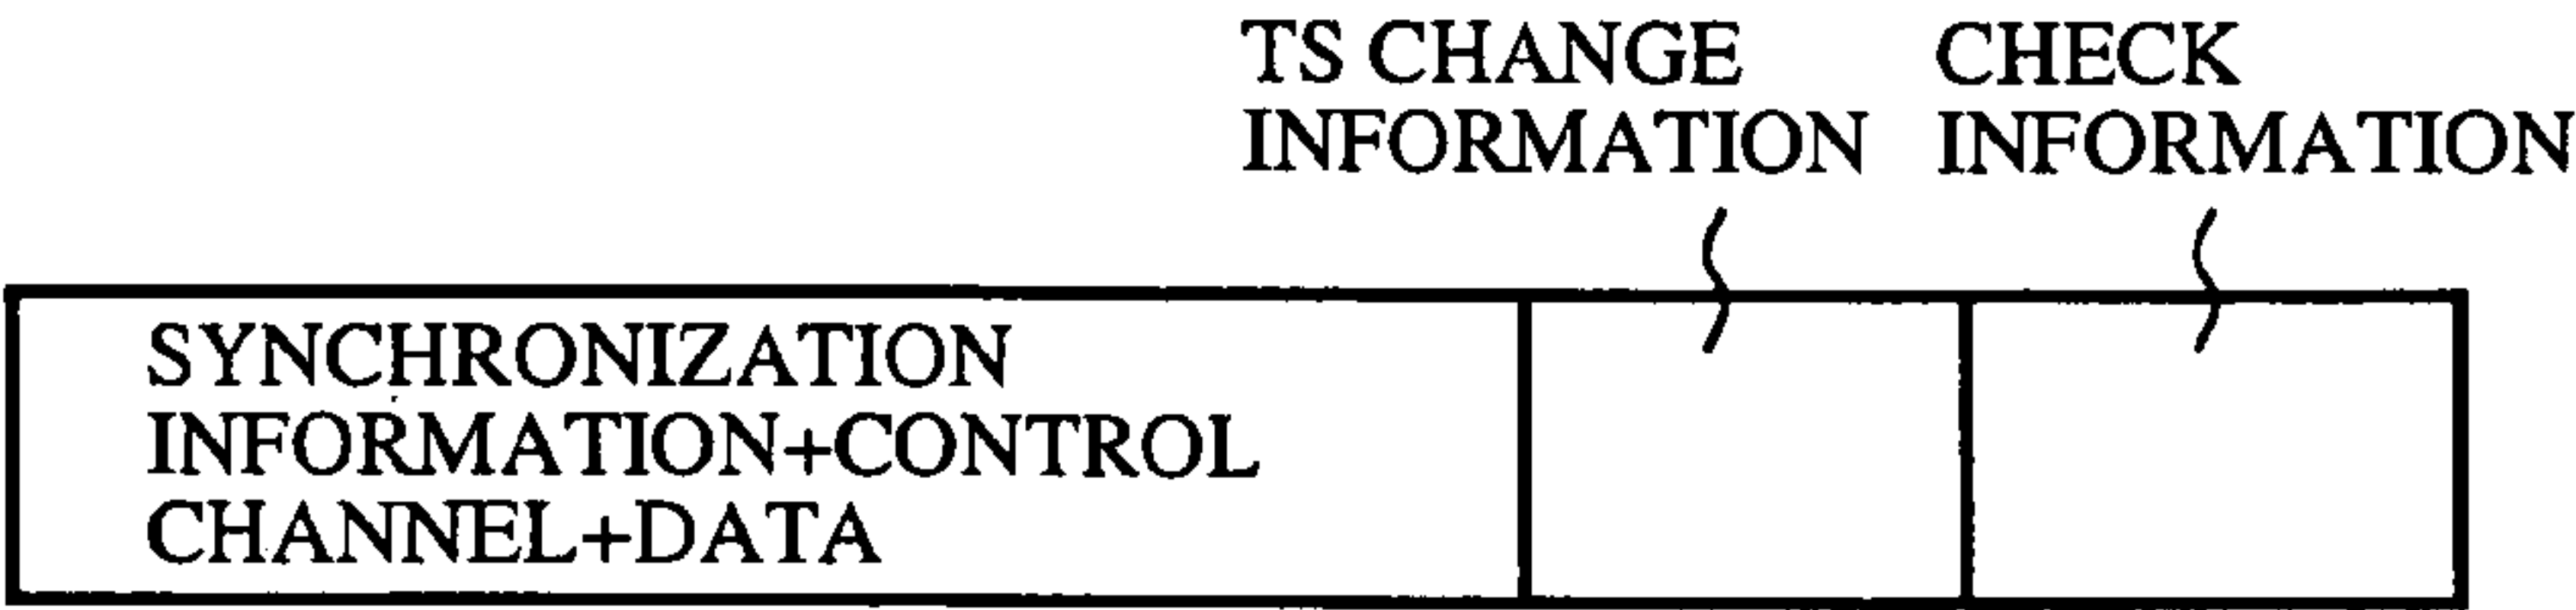 TS CHANGE
INFORMATION
CHECK
INFORMATION
SYNCHRONIZATION
INFORMATION+CONTROL
CHANNEL+DATA